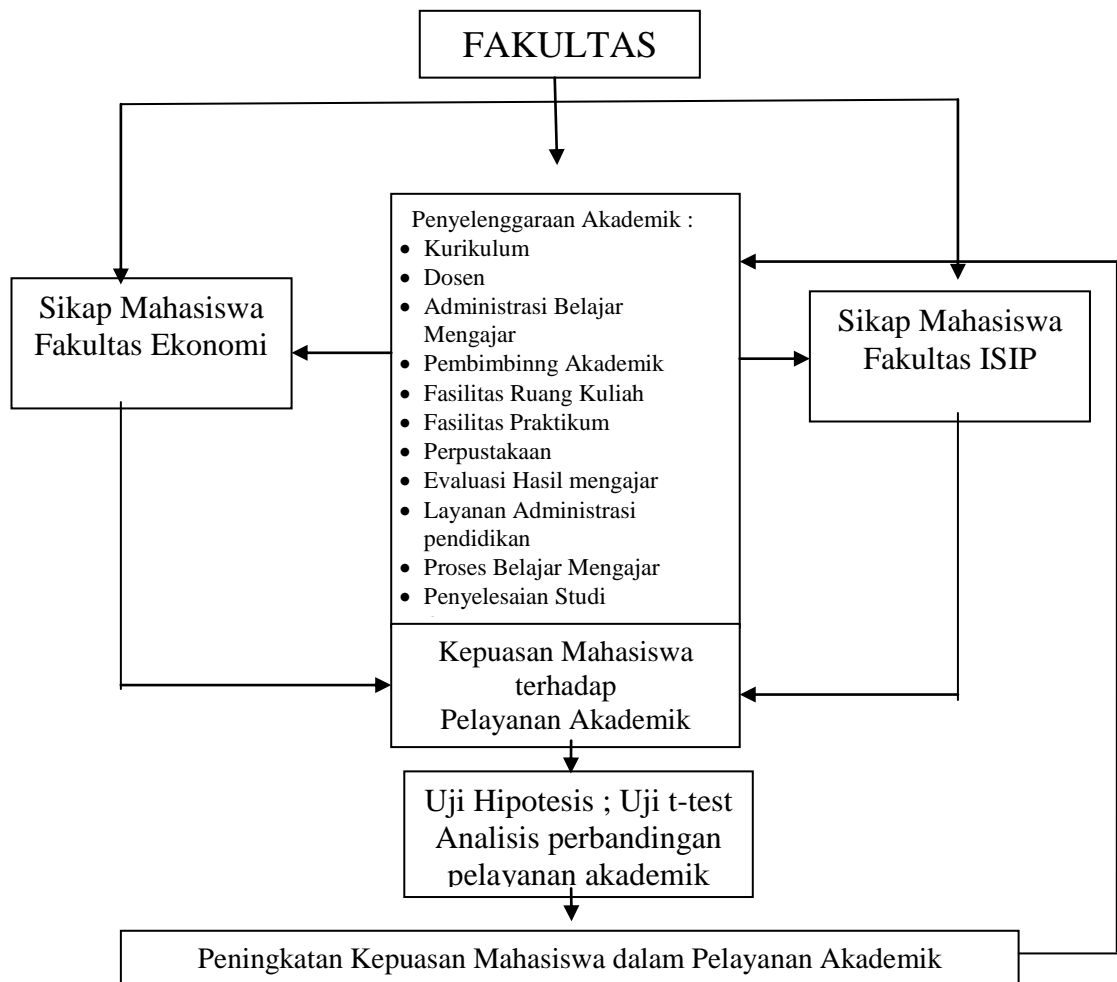 FAKULTAS
Penyelenggaraan Akademik :
• Kurikulum
• Dosen
• Administrasi Belajar
Mengajar
• Pembimbinng Akademik
• Fasilitas Ruang Kuliah
• Fasilitas Praktikum
• Perpustakaan
• Evaluasi Hasil mengajar
• Layanan Administrasi
pendidikan
• Proses Belajar Mengajar
• Penyelesaian Studi
Sikap Mahasiswa
Fakultas Ekonomi
Sikap Mahasiswa
Fakultas ISIP
Kepuasan Mahasiswa
terhadap
Pelayanan Akademik
Uji Hipotesis ; Uji t-test
Analisis perbandingan
pelayanan akademik
Peningkatan Kepuasan Mahasiswa dalam Pelayanan Akademik